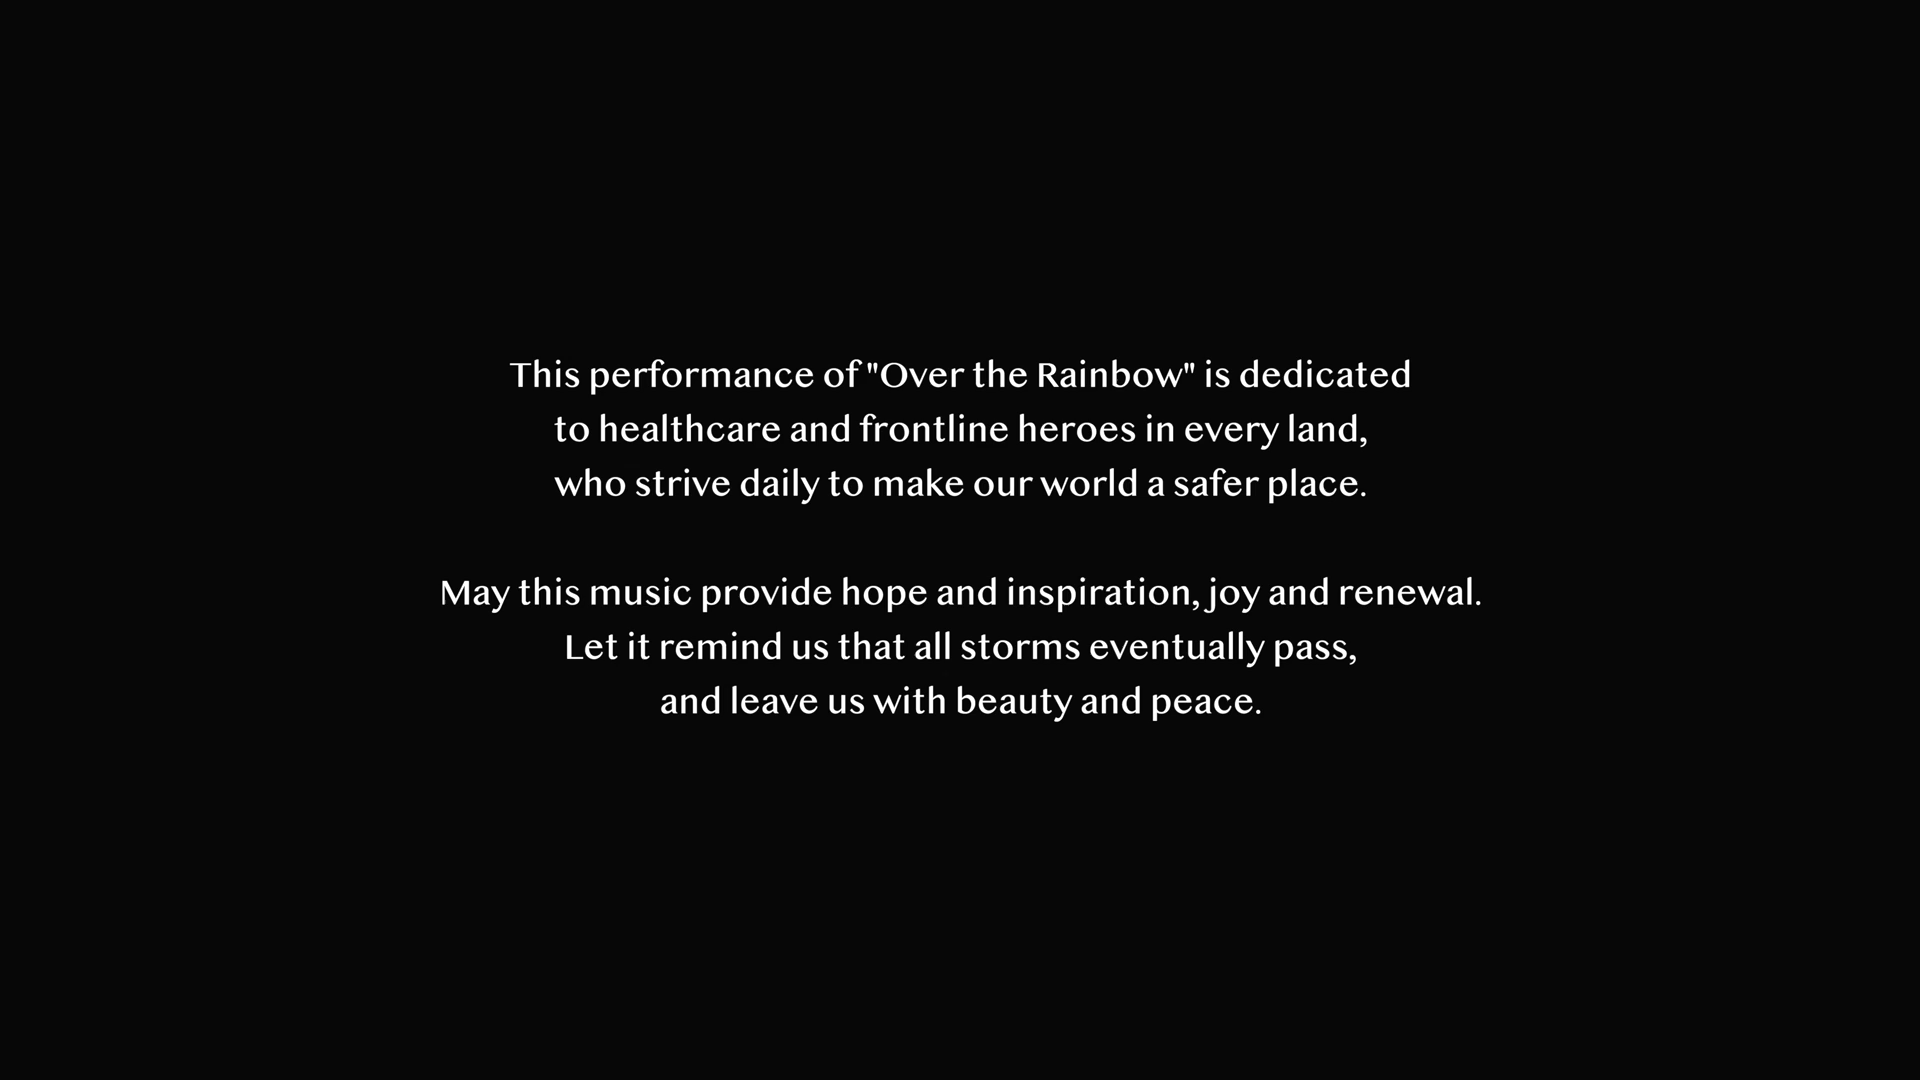 This performance of "Over the Rainbow" is dedicated
to healthcare and frontline heroes in every land,
who strive daily to make our world a safer place.
May this music provide hope and inspiration, joy and renewal.
Let it remind us that all storms eventually pass,
and leave us with beauty and peace.